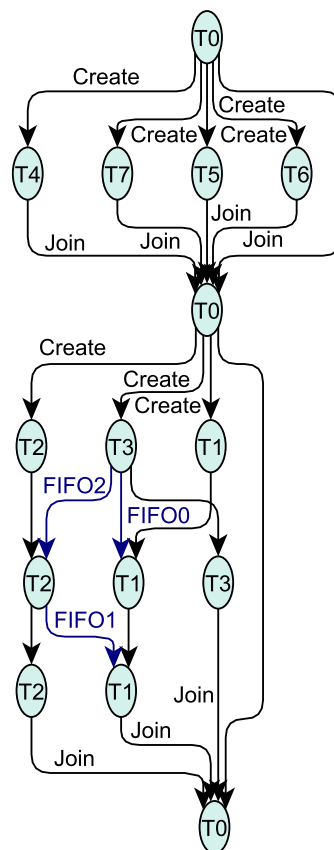 T0
Create
Create
Create
Create
T4
T7
T5
T6
Join
Join
Join
Join
T0
Create
Create
Create
T2
T3
T1
FIFO2
FIFO0
T2
T1
T3
FIFO1
T2
T1
Join
Join
Join
T0